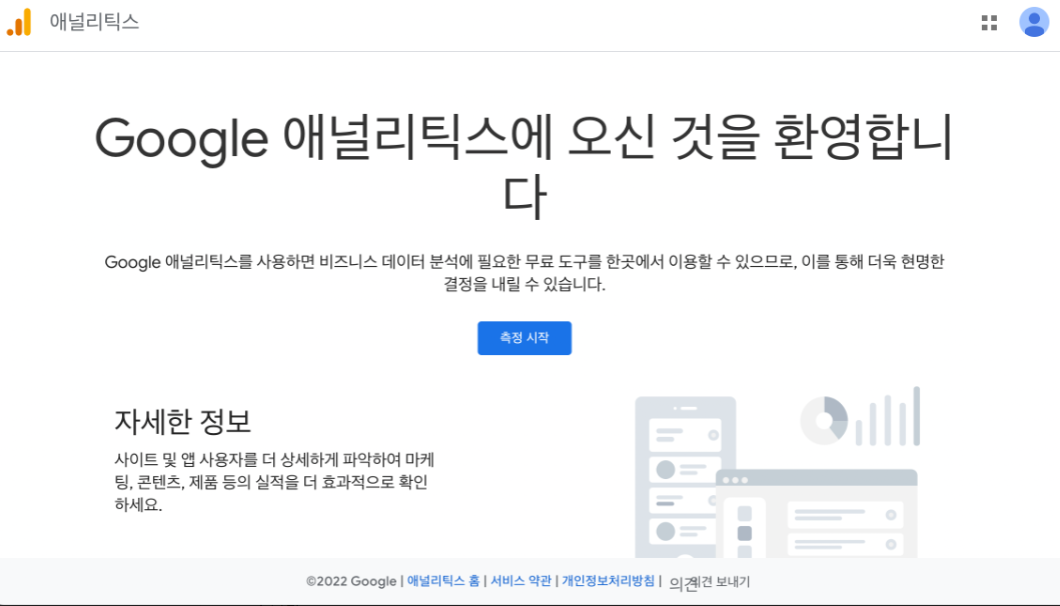 애널리틱스
Google 애널리틱스에 오신 것을 환영합니
다
Google 애널리틱스를 사용하면 비즈니스 데이터 분석에 필요한 무료 도구를 한곳에서 이용할 수 있으므로, 이를 통해 더욱 현명한
결정을 내릴 수 있습니다.
측정 시작
자세한 정보
사이트 및 앱 사용자를 더 상세하게 파악하여 마케
팅, 콘텐츠, 제품 등의 실적을 더 효과적으로 확인
하세요.
©2022 Google | 애널리틱스 홈 | 서비스 약관 | 개인정보처리방침 | 의견의견 보내기